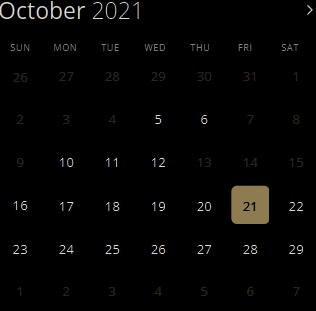 October 2021
SUN MON TUE WED THU FRI SAT
26 27 28 29 30 31 1
2 3 4 5 6 7 8
9 10 11 12 13 14 15
16 17 18 19 20 21 22
23 24 25 26 27 28 29
1 2 3 4 5 6 7